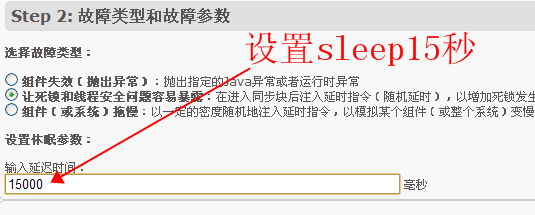 Step 2: 故障类型和故障参数
设置sleep15秒
选择故障类型：
组件失效（抛出异常）：抛出指定的Java异常或者运行时异常
让死锁和线程安全问题容易暴露：在进入同步块后注入延时指令（随机延时），以增加死锁发生
组件（或系统）拖慢：以一定的密度随机地注入延时指令，以模拟某个组件（或整个系统）变慢
设置休眠参数：
输入延迟时间：
15000 毫秒